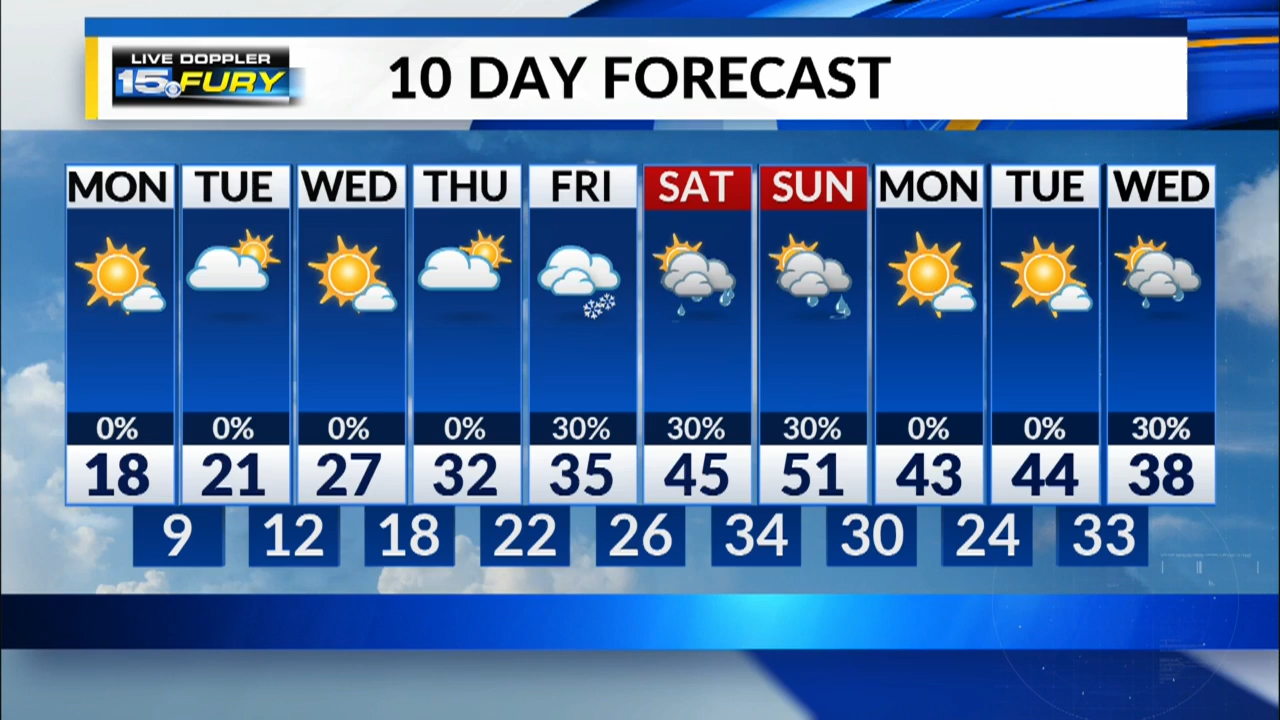 LIVE DOPPLER
15 FURY
10 DAY FORECAST
MON TUE WED THU FRI SAT SUN MON TUE WED
0% 0% 0% 0% 30% 30% 30% 0% 0% 30%
18 21 27 32 35 45 51 43 44 38
9 12 18 22 26 34 30 24 33